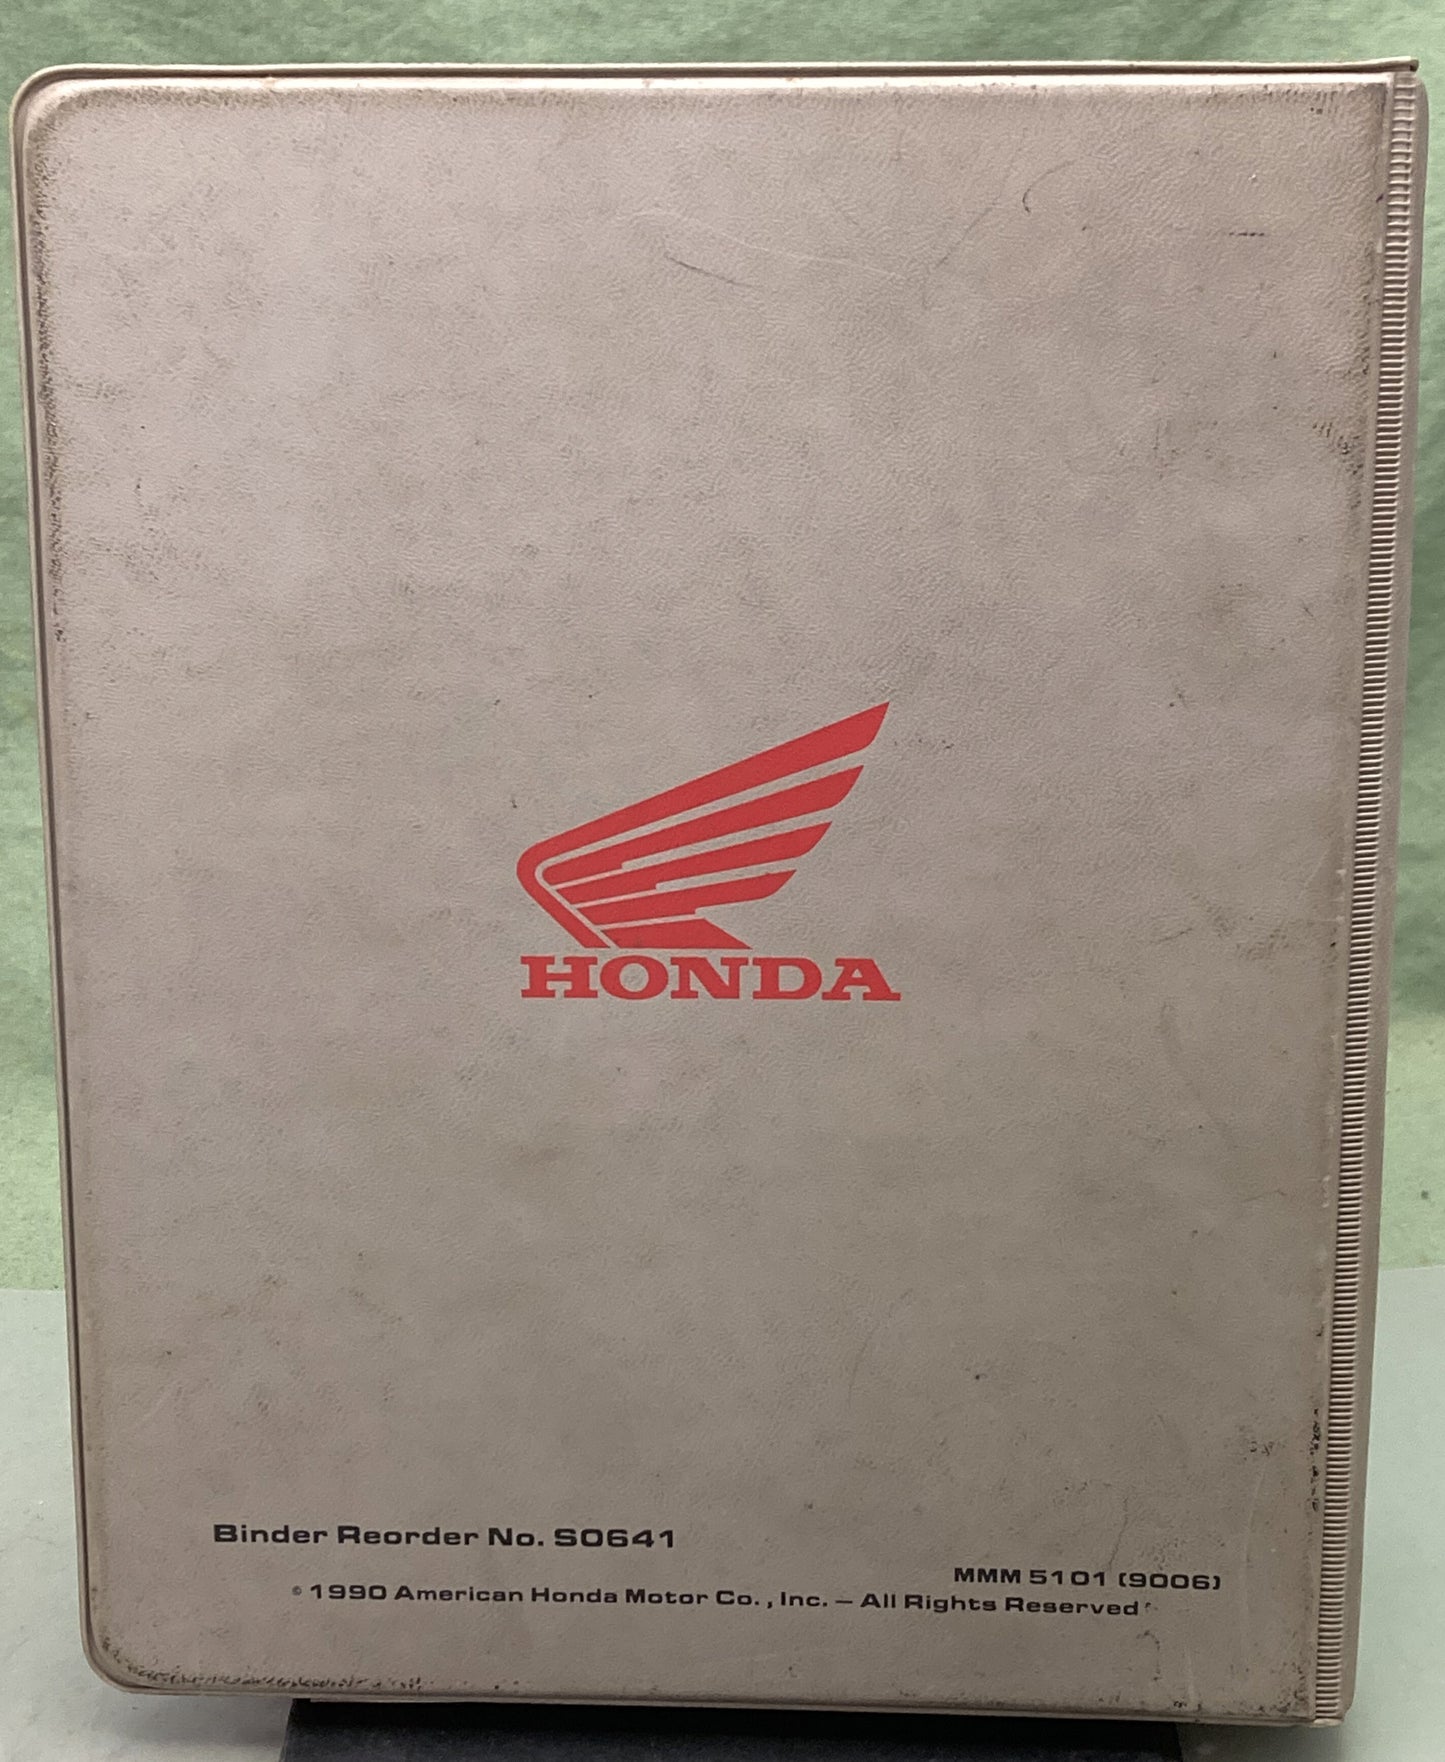 HONDA
Binder Reorder No. S0641
MMM 5101 (9006)
© 1990 American Honda Motor Co., Inc. – All Rights Reserved